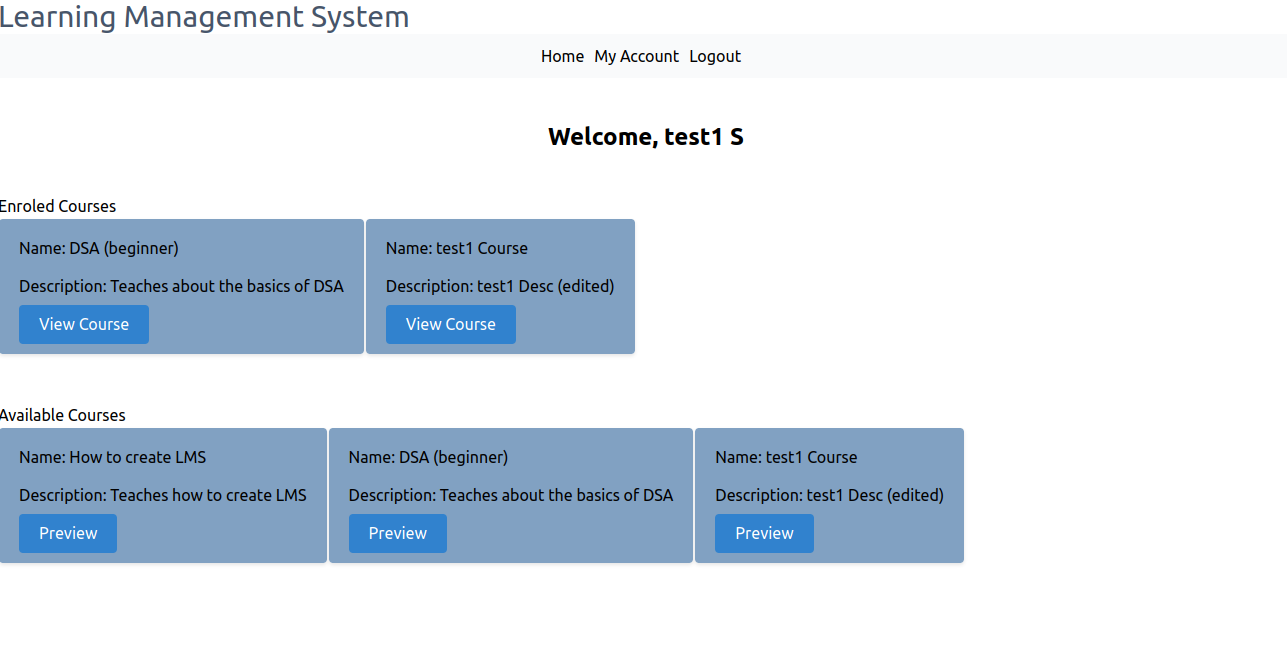 Learning Management System
Home My Account Logout
Welcome, test1 S
Enroled Courses
Name: DSA (beginner)
Description: Teaches about the basics of DSA
View Course
Name: test1 Course
Description: test1 Desc (edited)
View Course
Available Courses
Name: How to create LMS
Description: Teaches how to create LMS
Preview
Name: DSA (beginner)
Description: Teaches about the basics of DSA
Preview
Name: test1 Course
Description: test1 Desc (edited)
Preview